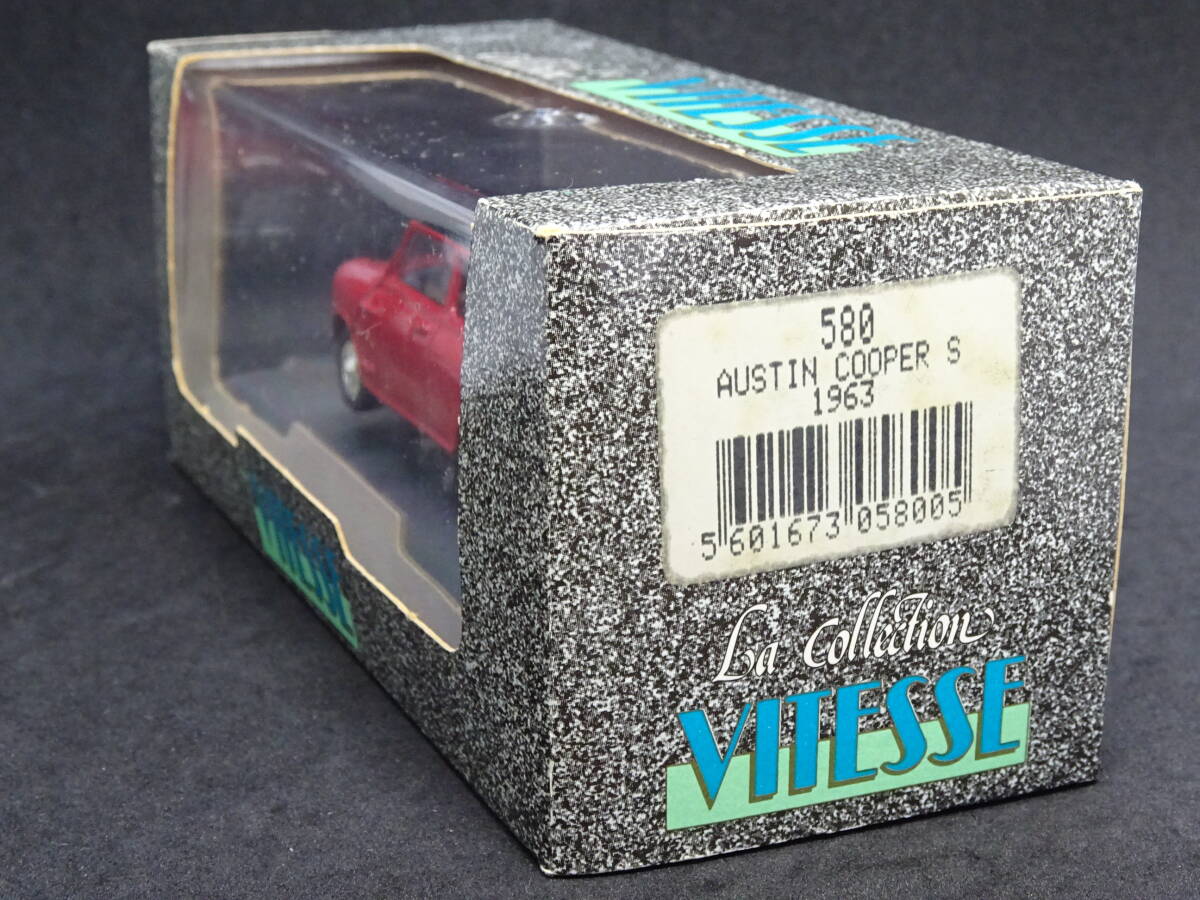 VITESSE
580
AUSTIN COOPER S
1963
5 601673 058005
La Collection
VITESSE
VITESSE